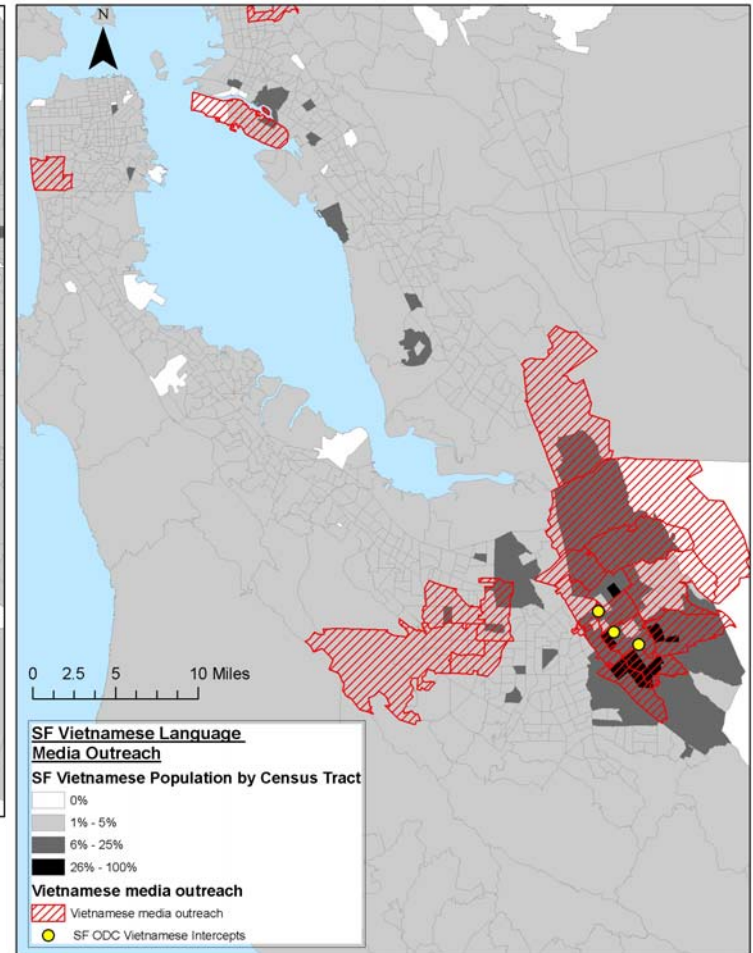 N
0 2.5 5 10 Miles
SF Vietnamese Language
Media Outreach
SF Vietnamese Population by Census Tract
0%
1% - 5%
6% - 25%
26% - 100%
Vietnamese media outreach
Vietnamese media outreach
SF ODC Vietnamese Intercepts